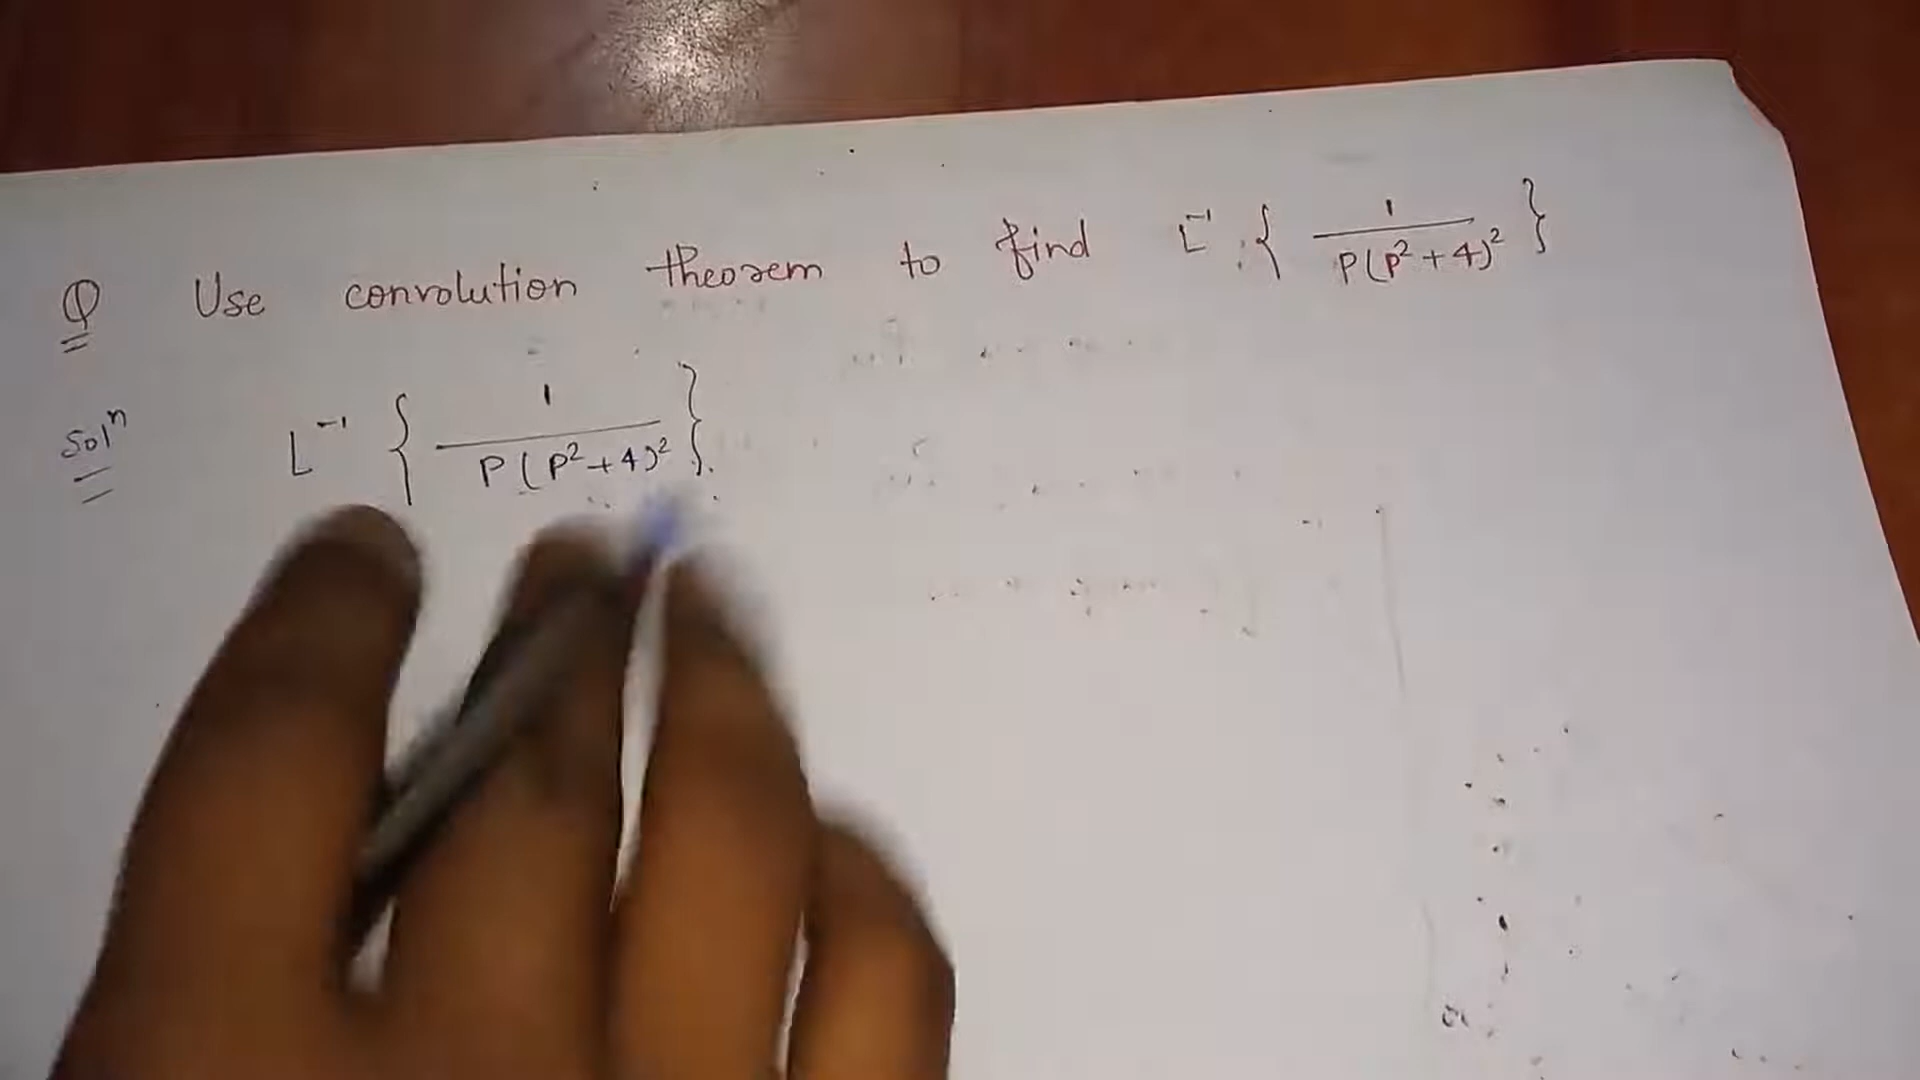 Q Use convolution theorem to find L⁻¹ { 1 / P(P²+4)² }
Solⁿ L⁻¹ { 1 / P(P²+4)² }